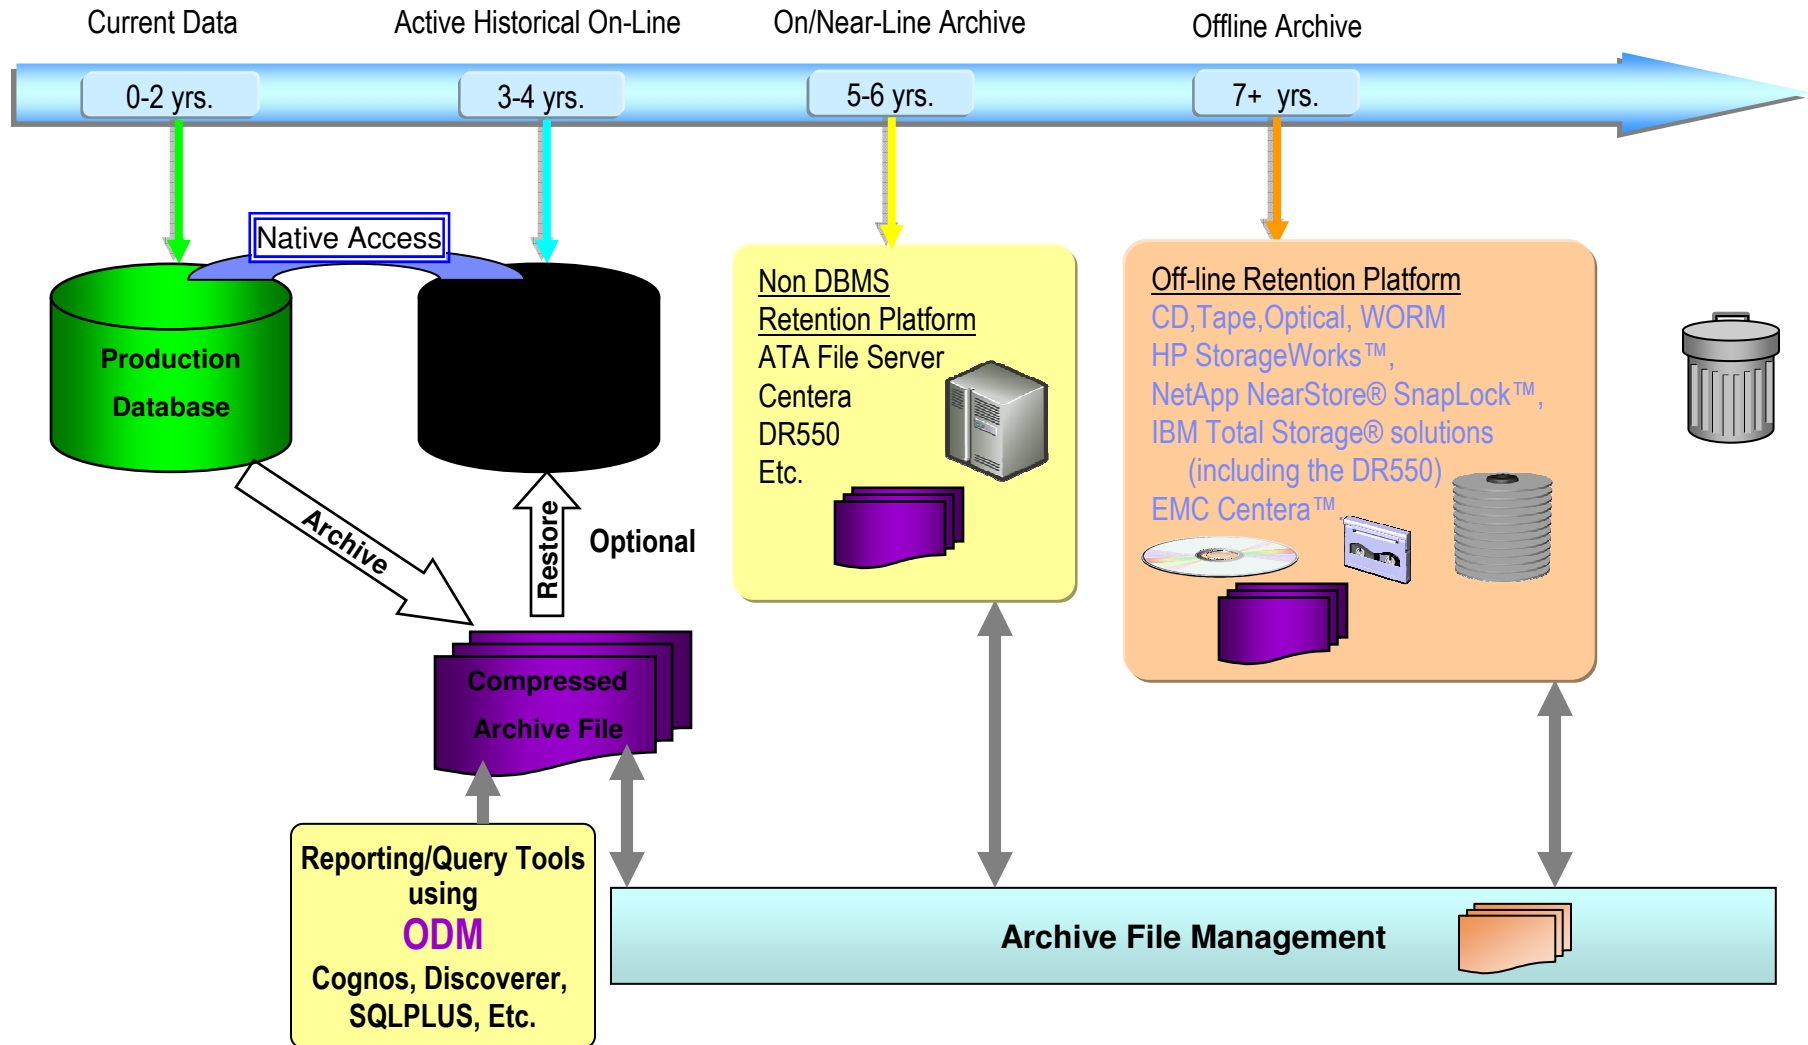 Current Data
Active Historical On-Line
On/Near-Line Archive
Offline Archive
0-2 yrs.
3-4 yrs.
5-6 yrs.
7+ yrs.
Native Access
Production
Database
Non DBMS
Retention Platform
ATA File Server
Centera
DR550
Etc.
Off-line Retention Platform
CD,Tape,Optical, WORM
HP StorageWorks™,
NetApp NearStore® SnapLock™,
IBM Total Storage® solutions
(including the DR550)
EMC Centera™.
Archive
Restore
Optional
Compressed
Archive File
Reporting/Query Tools
using
ODM
Cognos, Discoverer,
SQLPLUS, Etc.
Archive File Management